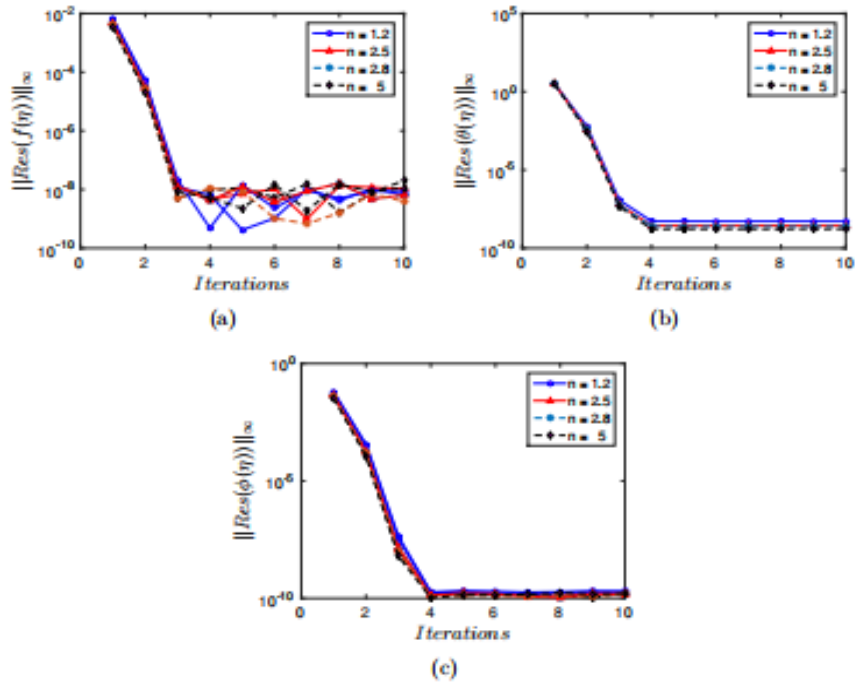 10^-2
10^-4
10^-6
10^-8
10^-10
||Res(f(η))||∞
n = 1.2
n = 2.5
n = 2.8
n = 5
0 2 4 6 8 10
Iterations
(a)
10^5
10^0
10^-5
10^-10
||Res(θ(η))||∞
n = 1.2
n = 2.5
n = 2.8
n = 5
0 2 4 6 8 10
Iterations
(b)
10^0
10^-5
10^-10
||Res(ϕ(η))||∞
n = 1.2
n = 2.5
n = 2.8
n = 5
0 2 4 6 8 10
Iterations
(c)